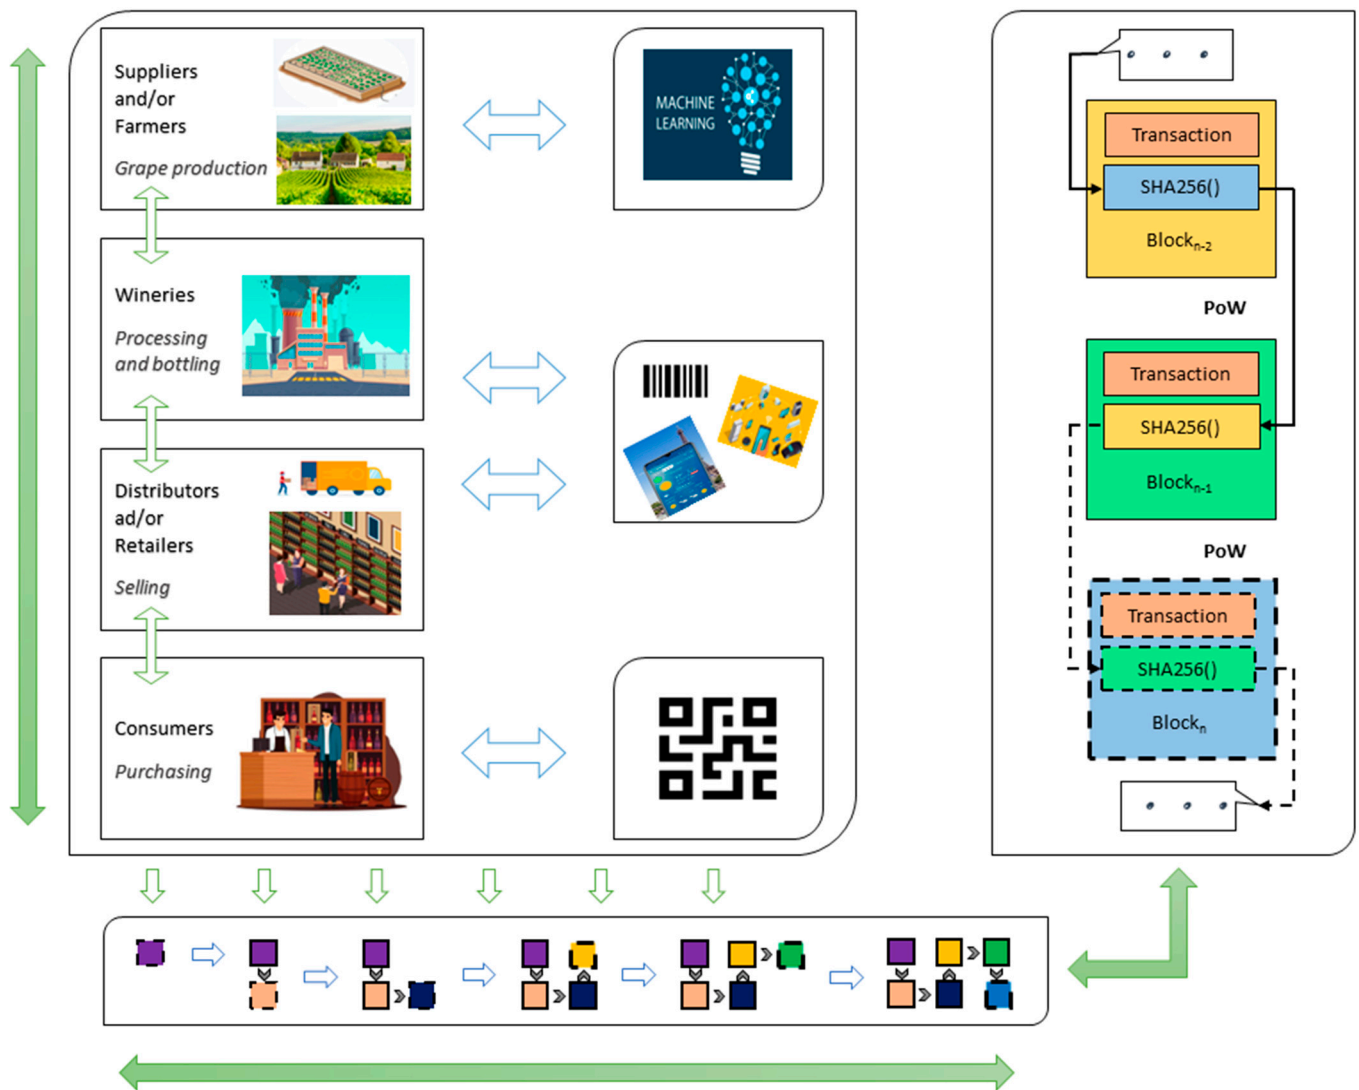 Suppliers
and/or
Farmers
Grape production
MACHINE
LEARNING
Wineries
Processing
and bottling
Distributors
ad/or
Retailers
Selling
Consumers
Purchasing
Transaction
SHA256()
Blockn-2
PoW
Transaction
SHA256()
Blockn-1
PoW
Transaction
SHA256()
Blockn